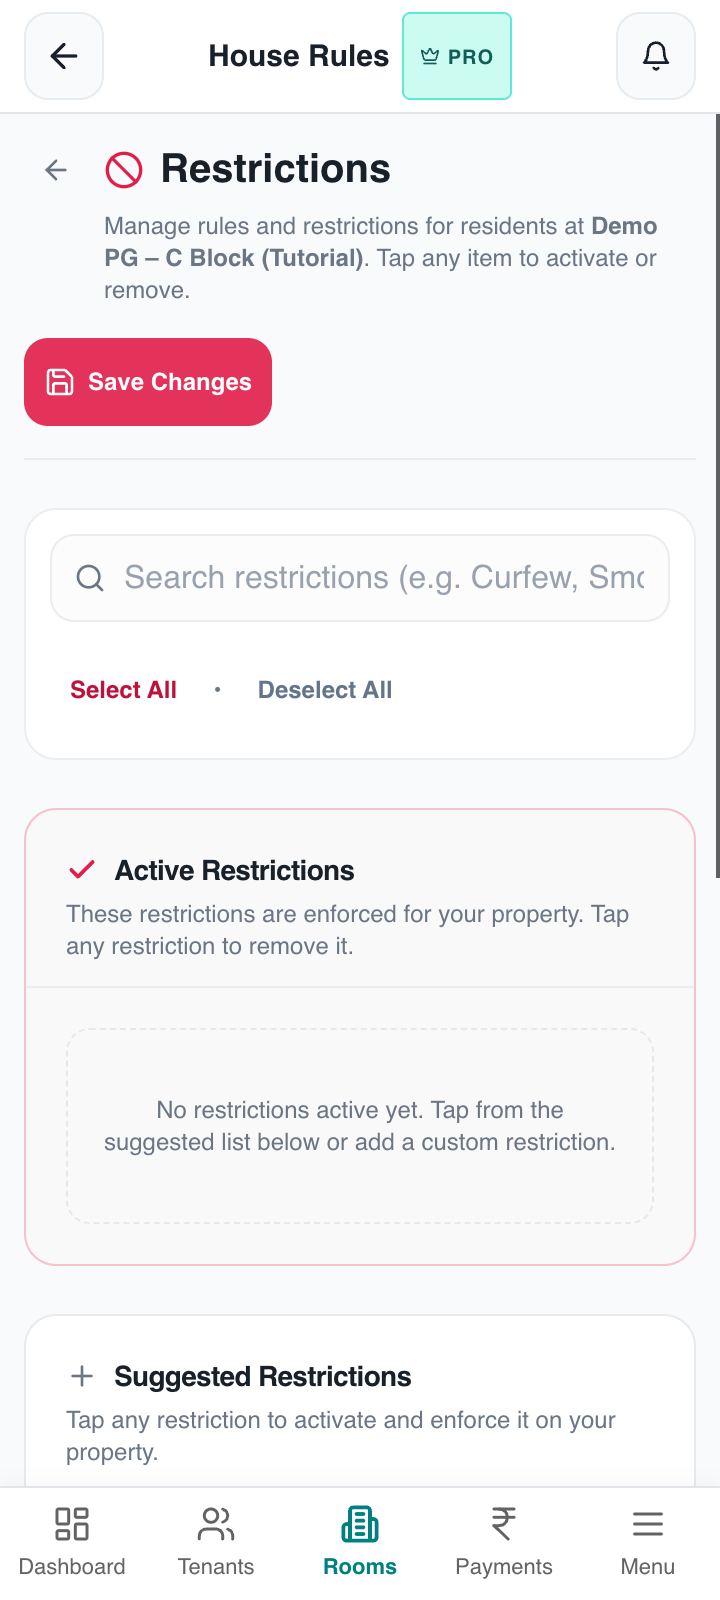 House Rules
PRO
Restrictions
Manage rules and restrictions for residents at Demo
PG – C Block (Tutorial). Tap any item to activate or
remove.
Save Changes
Search restrictions (e.g. Curfew, Smo
Select All • Deselect All
Active Restrictions
These restrictions are enforced for your property. Tap
any restriction to remove it.
No restrictions active yet. Tap from the
suggested list below or add a custom restriction.
Suggested Restrictions
Tap any restriction to activate and enforce it on your
property.
Dashboard
Tenants
Rooms
Payments
Menu